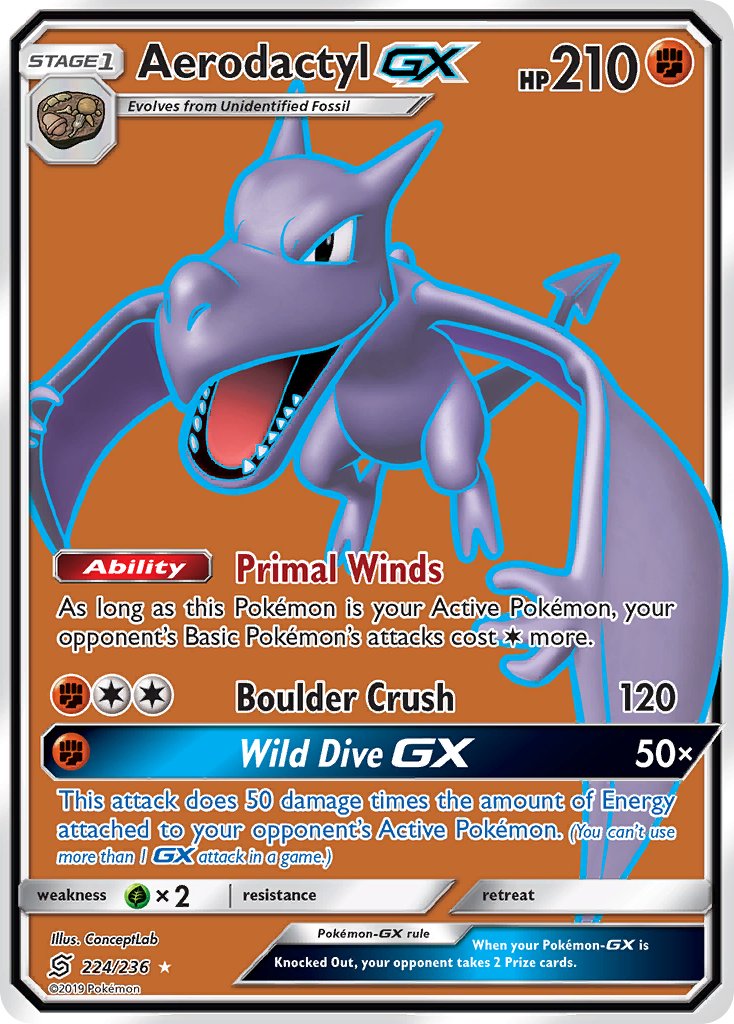 STAGE1
Aerodactyl GX
HP210
Evolves from Unidentified Fossil
Ability Primal Winds
As long as this Pokémon is your Active Pokémon, your
opponent's Basic Pokémon's attacks cost more.
Boulder Crush 120
Wild Dive GX 50×
This attack does 50 damage times the amount of Energy
attached to your opponent's Active Pokémon. (You can't use
more than 1 GX attack in a game.)
weakness ×2 resistance retreat
Illus. ConceptLab
224/236
©2019 Pokémon
Pokémon-GX rule
When your Pokémon-GX is
Knocked Out, your opponent takes 2 Prize cards.